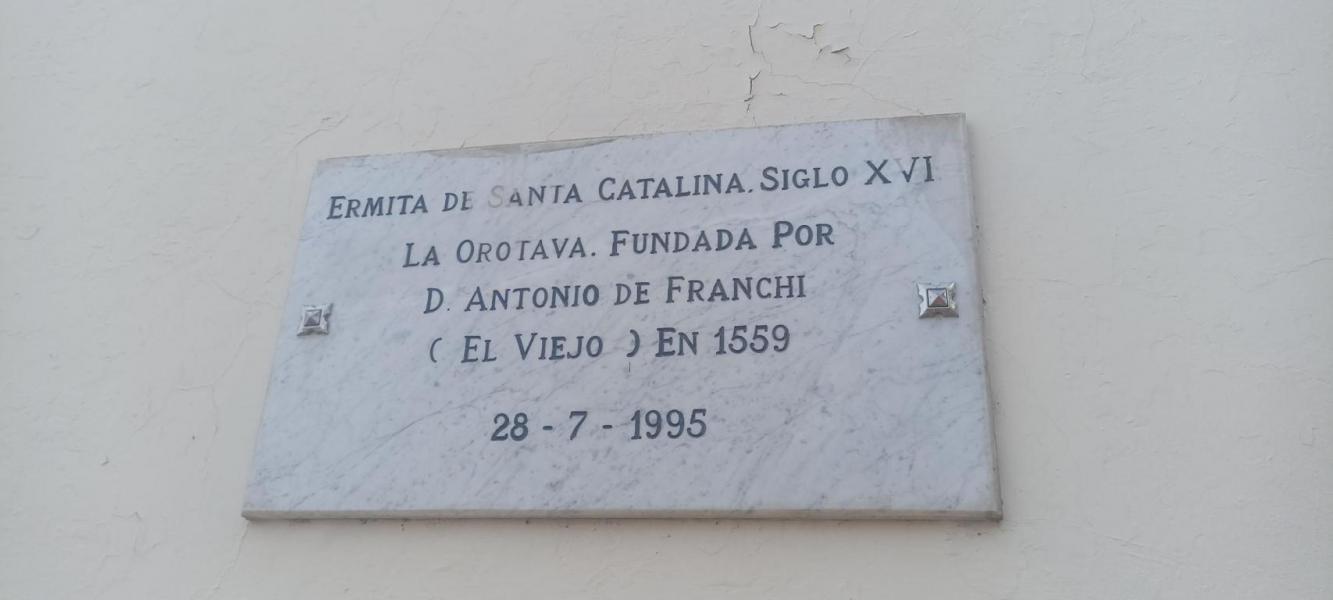 ERMITA DE SANTA CATALINA. SIGLO XVI
LA OROTAVA. FUNDADA POR
D. ANTONIO DE FRANCHI
( EL VIEJO ) EN 1559
28 - 7 - 1995